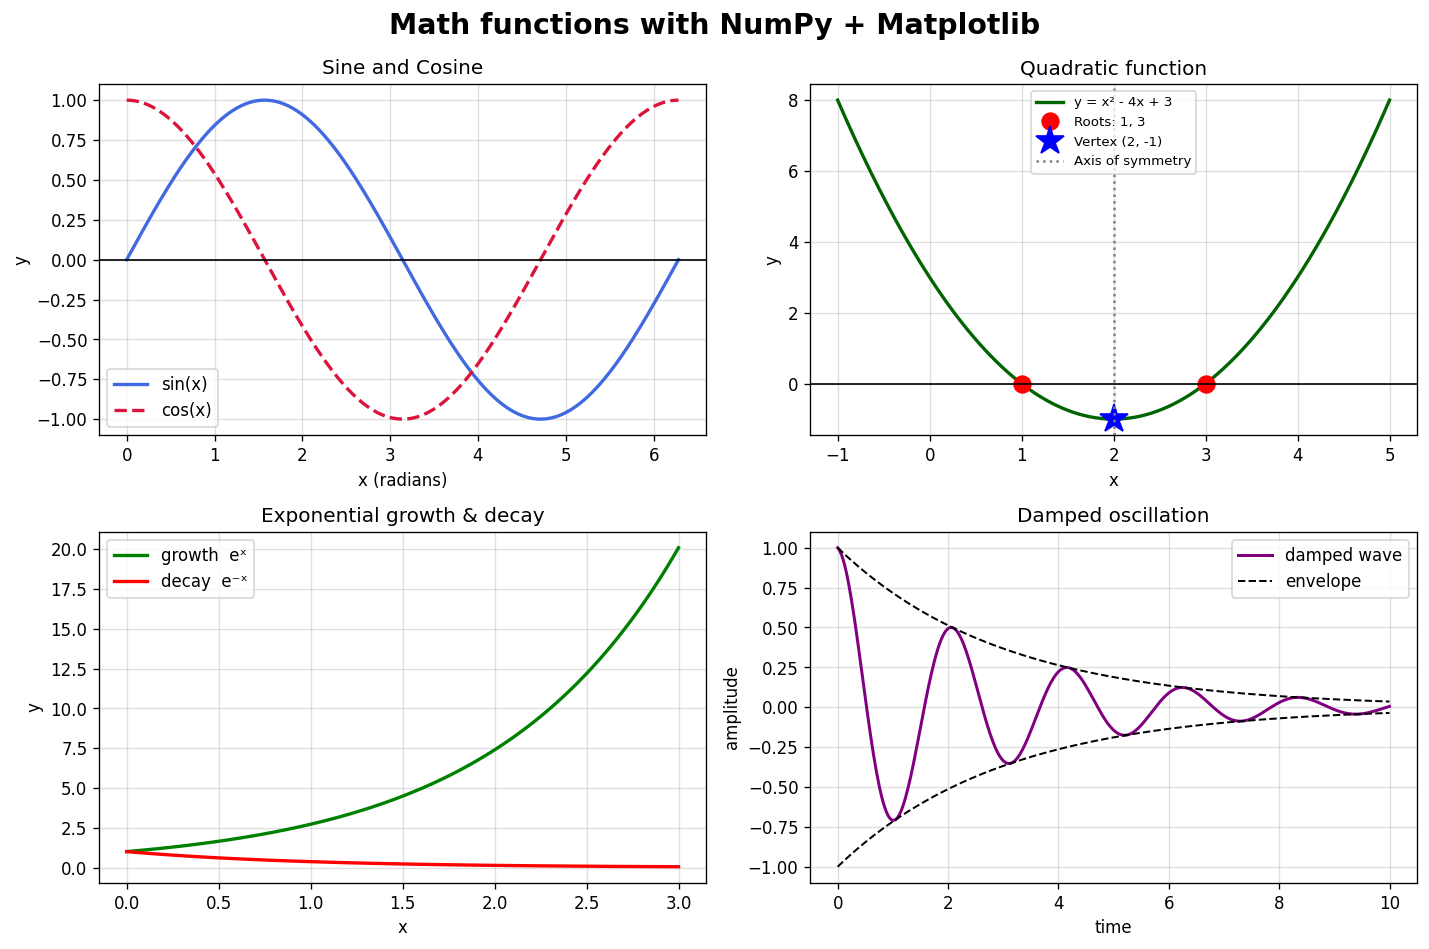 Math functions with NumPy + Matplotlib
Sine and Cosine
1.00
0.75
0.50
0.25
0.00
−0.25
−0.50
−0.75
−1.00
y
sin(x)
cos(x)
0 1 2 3 4 5 6
x (radians)
Quadratic function
8
6
4
2
0
y
y = x² - 4x + 3
Roots: 1, 3
Vertex (2, -1)
Axis of symmetry
−1 0 1 2 3 4 5
x
Exponential growth & decay
20.0
17.5
15.0
12.5
10.0
7.5
5.0
2.5
0.0
y
growth eˣ
decay e⁻ˣ
0.0 0.5 1.0 1.5 2.0 2.5 3.0
x
Damped oscillation
1.00
0.75
0.50
0.25
0.00
−0.25
−0.50
−0.75
−1.00
amplitude
damped wave
envelope
0 2 4 6 8 10
time